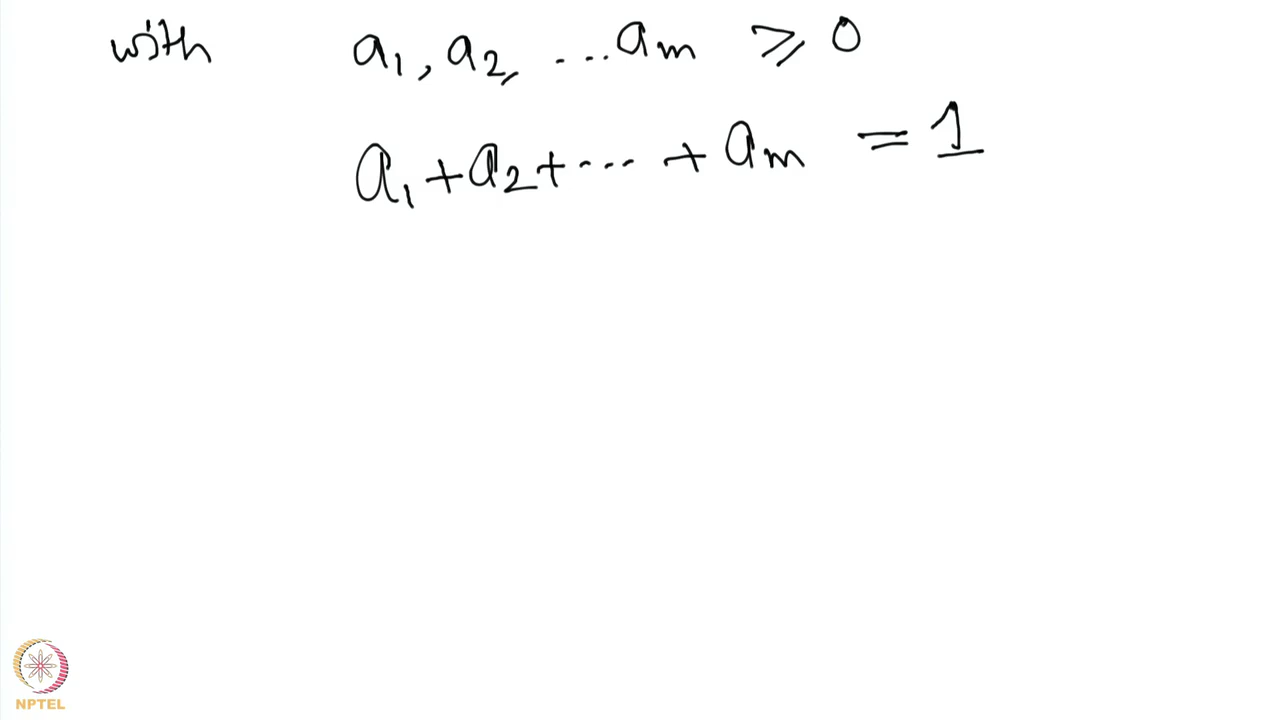 with a₁, a₂, ... aₘ ⩾ 0
a₁ + a₂ + ... + aₘ = 1
NPTEL